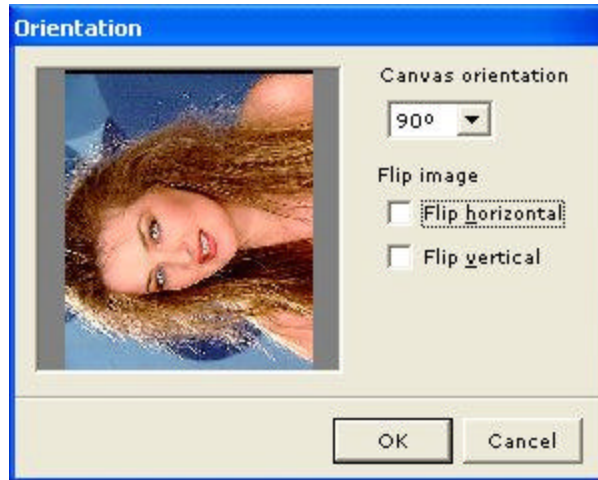 Orientation
Canvas orientation
90º
Flip image
Flip horizontal
Flip vertical
OK
Cancel